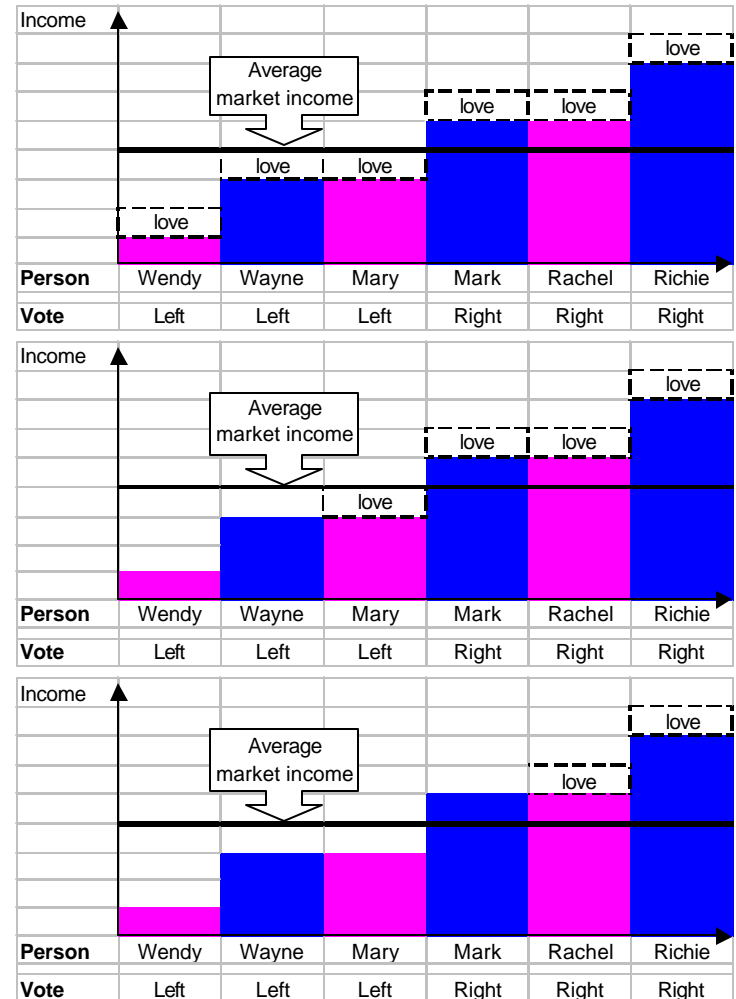 Income
love
Average
market income
love love
love love
love
Person Wendy Wayne Mary Mark Rachel Richie
Vote Left Left Left Right Right Right
Income
love
Average
market income
love love
love
Person Wendy Wayne Mary Mark Rachel Richie
Vote Left Left Left Right Right Right
Income
love
Average
market income
love
Person Wendy Wayne Mary Mark Rachel Richie
Vote Left Left Left Right Right Right